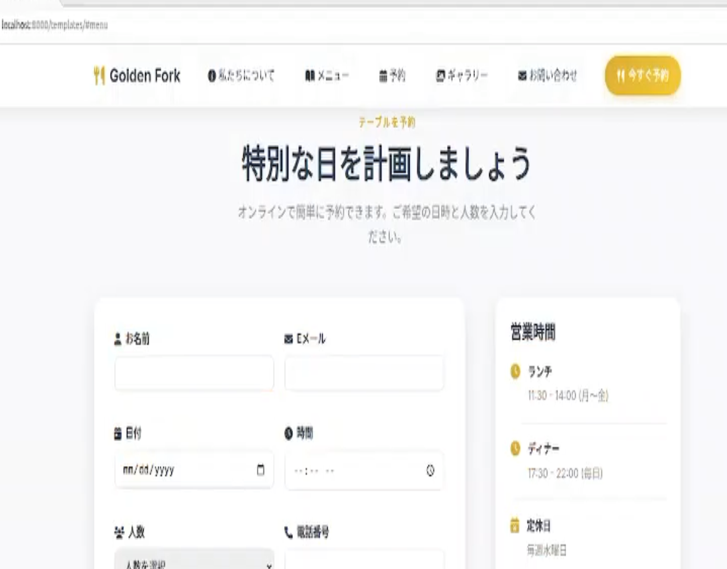 localhost:8000/templates/#menu
Golden Fork 私たちについて メニュー 予約 ギャラリー お問い合わせ 今すぐ予約
テーブルを予約
特別な日を計画しましょう
オンラインで簡単に予約できます。ご希望の日時と人数を入力してく
ださい。
お名前 Eメール
日付 時間
mm/dd/yyyy --:-- --
人数 電話番号
人数を選択
営業時間
ランチ
11:30 - 14:00 (月〜金)
ディナー
17:30 - 22:00 (毎日)
定休日
毎週水曜日